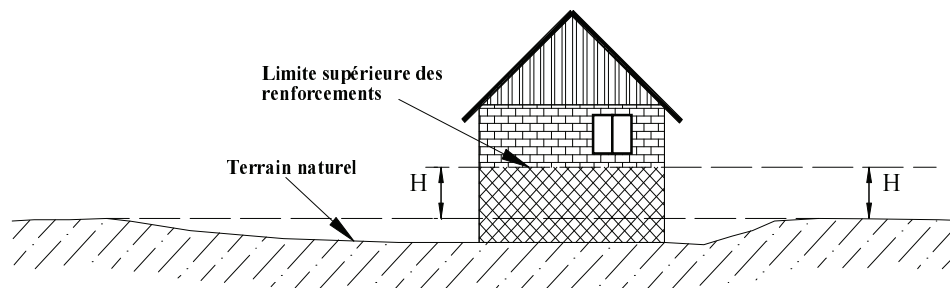 Limite supérieure des
renforcements
Terrain naturel
H
H